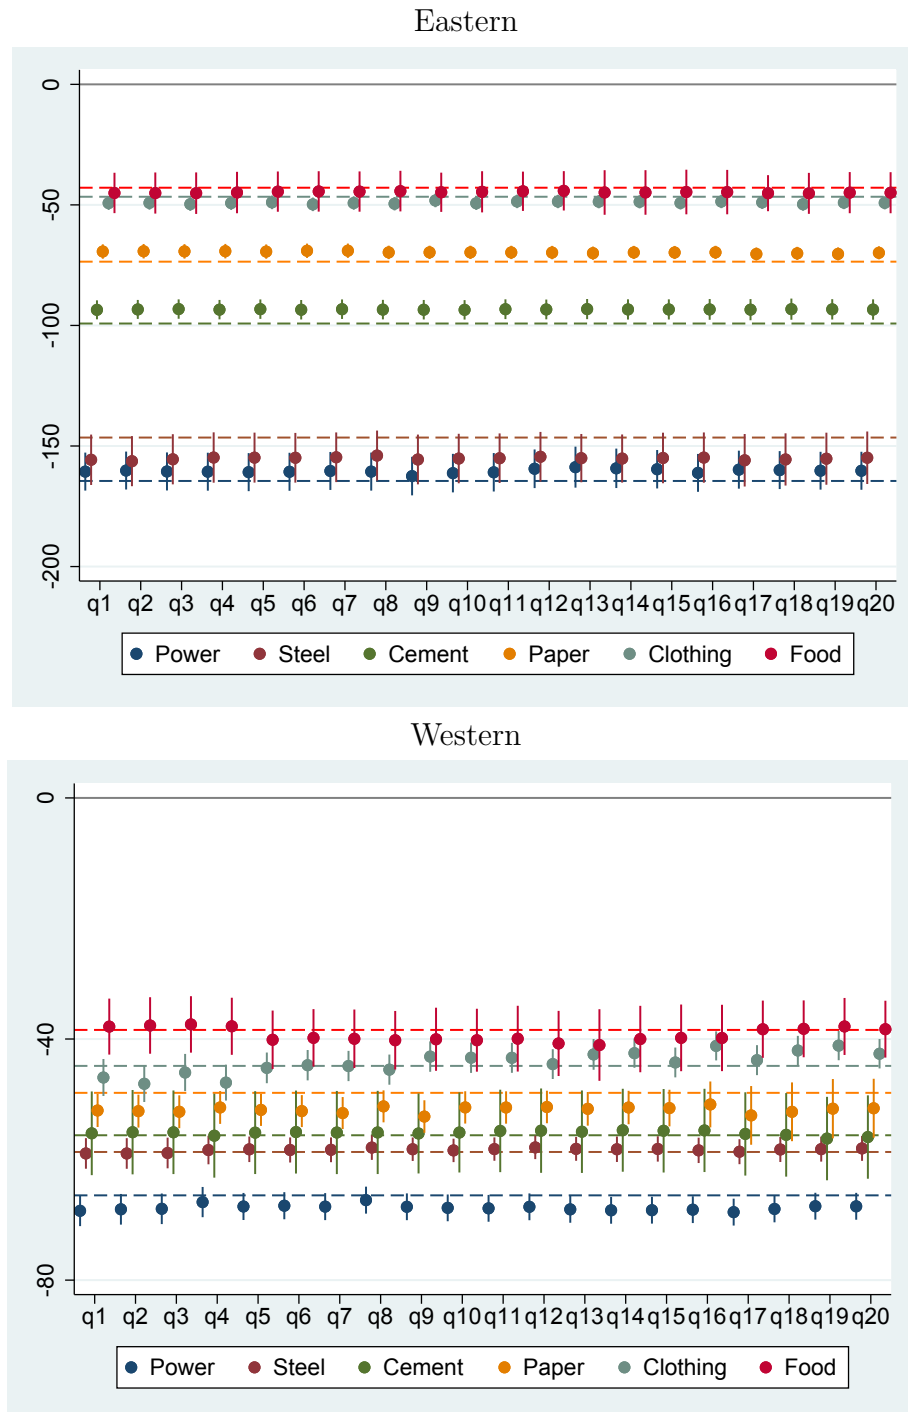 Eastern
0
-50
-100
-150
-200
q1 q2 q3 q4 q5 q6 q7 q8 q9 q10 q11 q12 q13 q14 q15 q16 q17 q18 q19 q20
Power Steel Cement Paper Clothing Food
Western
0
-40
-80
q1 q2 q3 q4 q5 q6 q7 q8 q9 q10 q11 q12 q13 q14 q15 q16 q17 q18 q19 q20
Power Steel Cement Paper Clothing Food